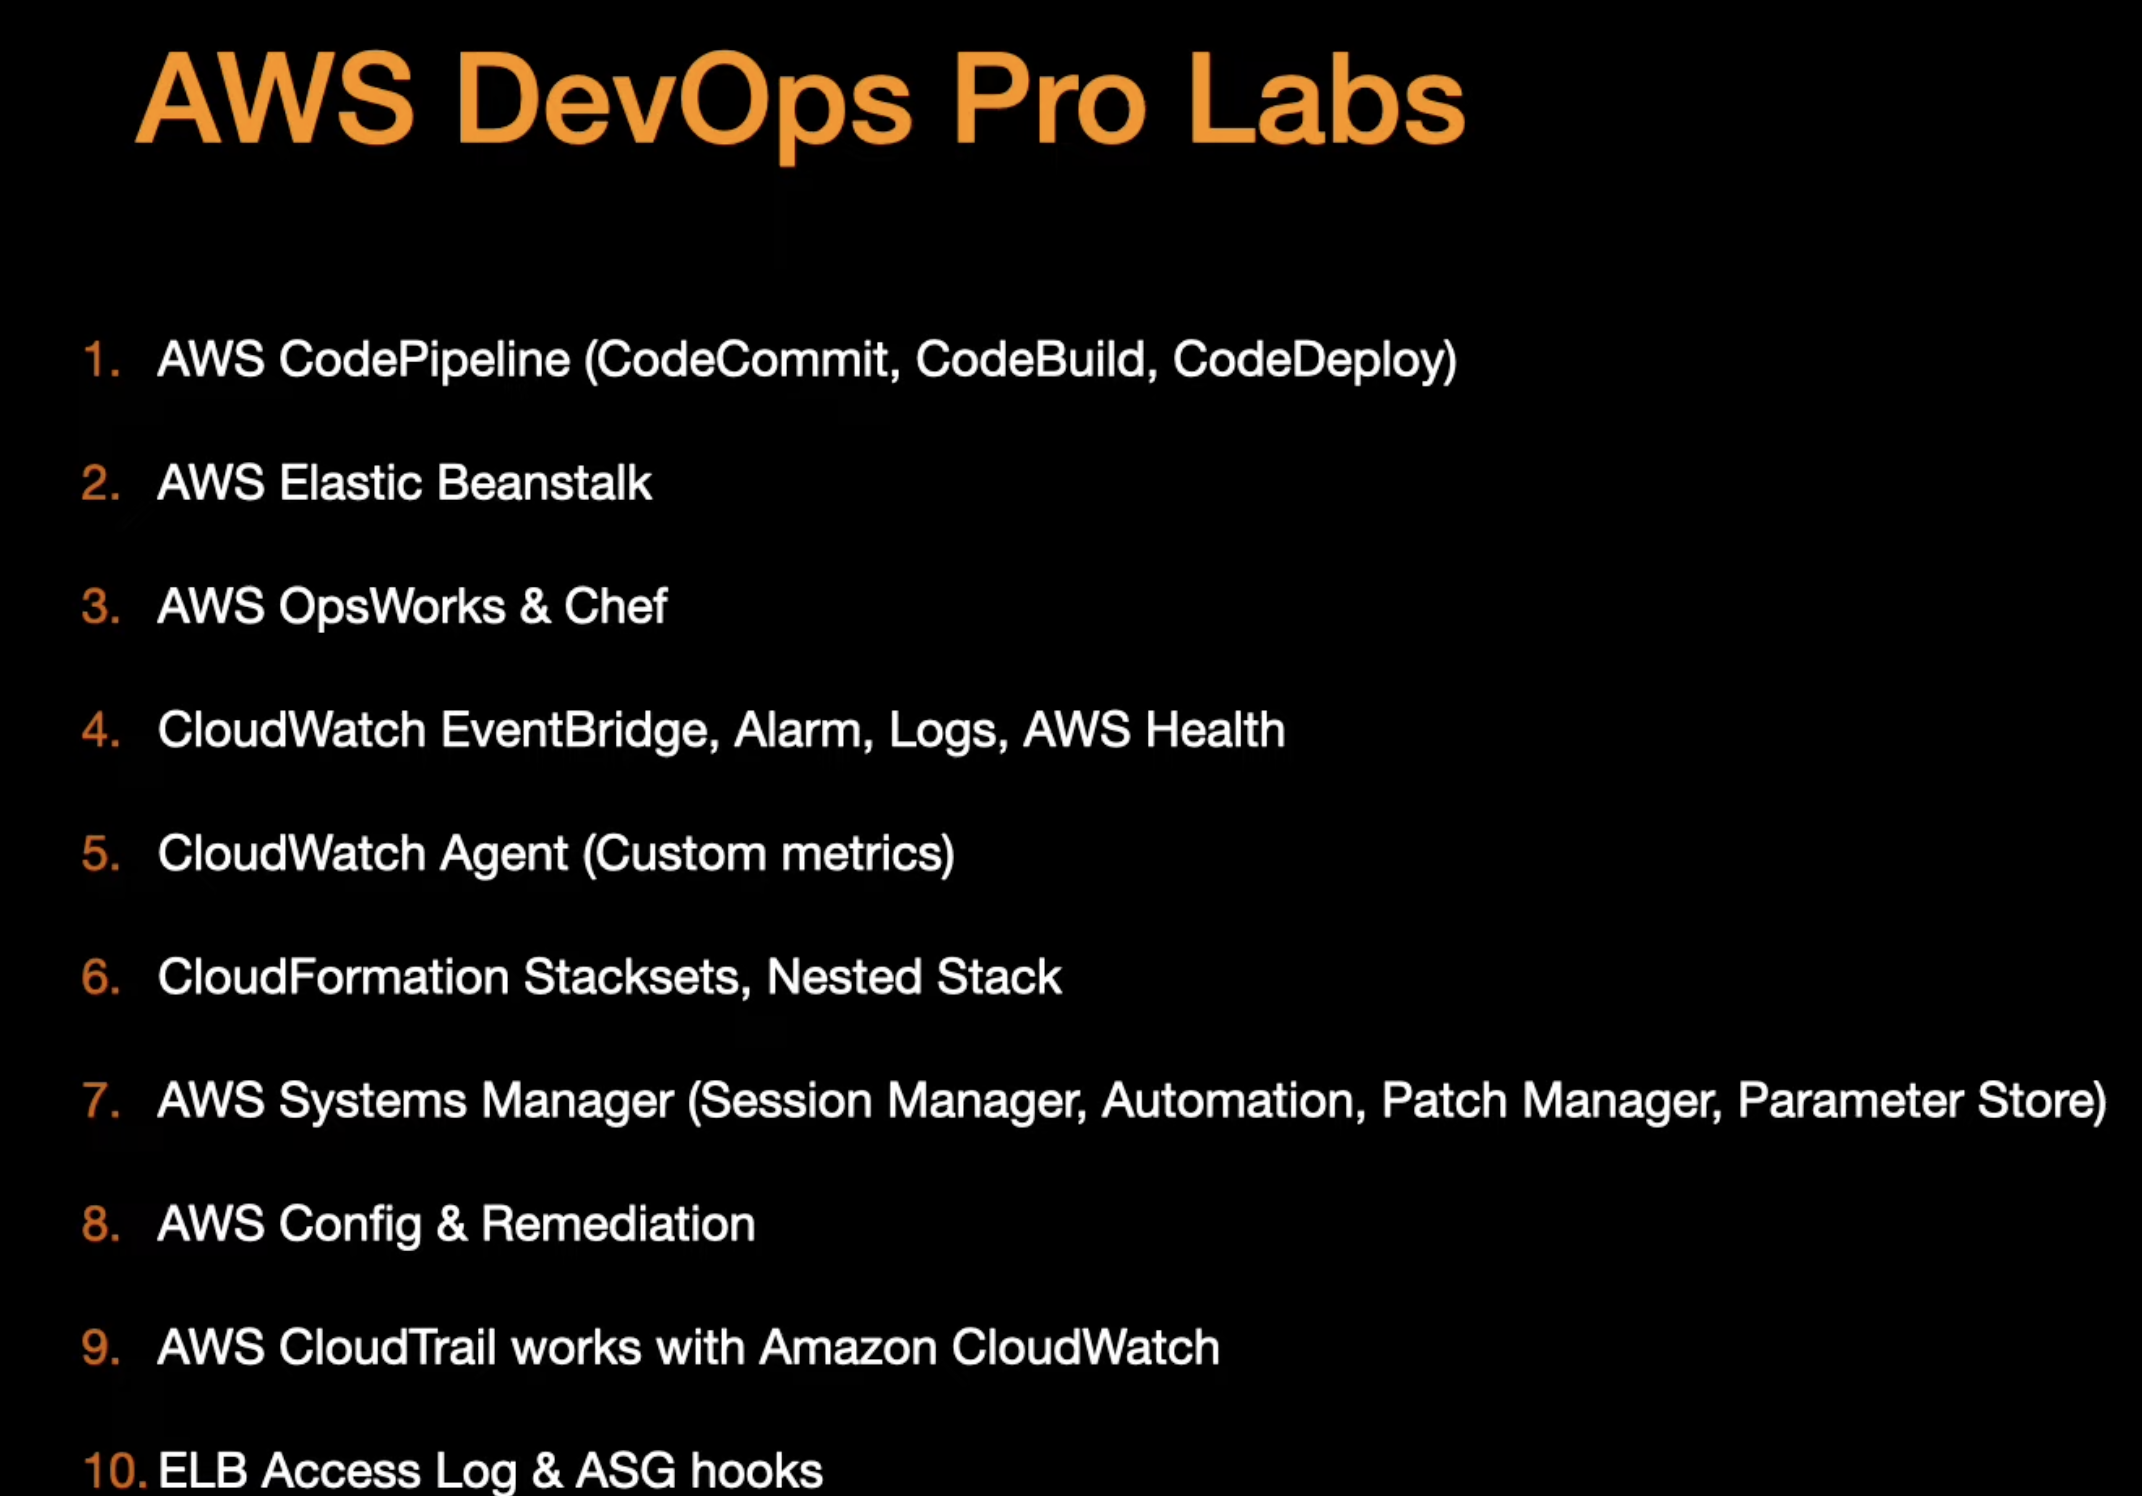 AWS DevOps Pro Labs
1. AWS CodePipeline (CodeCommit, CodeBuild, CodeDeploy)
2. AWS Elastic Beanstalk
3. AWS OpsWorks & Chef
4. CloudWatch EventBridge, Alarm, Logs, AWS Health
5. CloudWatch Agent (Custom metrics)
6. CloudFormation Stacksets, Nested Stack
7. AWS Systems Manager (Session Manager, Automation, Patch Manager, Parameter Store)
8. AWS Config & Remediation
9. AWS CloudTrail works with Amazon CloudWatch
10. ELB Access Log & ASG hooks